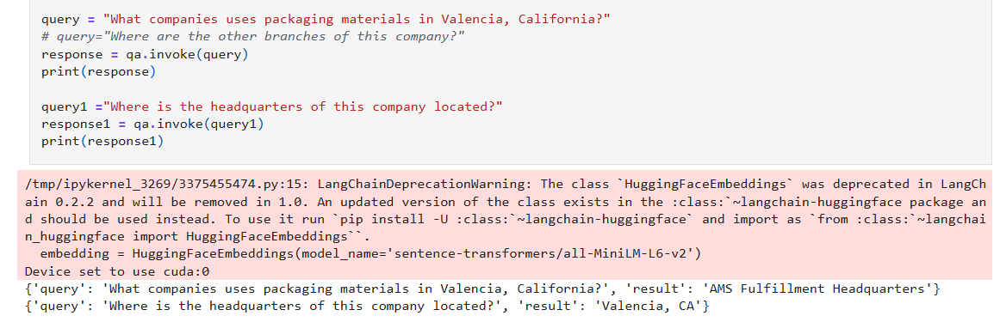 query = "What companies uses packaging materials in Valencia, California?"
# query="Where are the other branches of this company?"
response = qa.invoke(query)
print(response)
query1 ="Where is the headquarters of this company located?"
response1 = qa.invoke(query1)
print(response1)
/tmp/ipykernel_3269/3375455474.py:15: LangChainDeprecationWarning: The class `HuggingFaceEmbeddings` was deprecated in LangCh
ain 0.2.2 and will be removed in 1.0. An updated version of the class exists in the :class:`~langchain-huggingface package an
d should be used instead. To use it run `pip install -U :class:`~langchain-huggingface` and import as `from :class:`~langchai
n_huggingface import HuggingFaceEmbeddings``.
  embedding = HuggingFaceEmbeddings(model_name='sentence-transformers/all-MiniLM-L6-v2')
Device set to use cuda:0
{'query': 'What companies uses packaging materials in Valencia, California?', 'result': 'AMS Fulfillment Headquarters'}
{'query': 'Where is the headquarters of this company located?', 'result': 'Valencia, CA'}